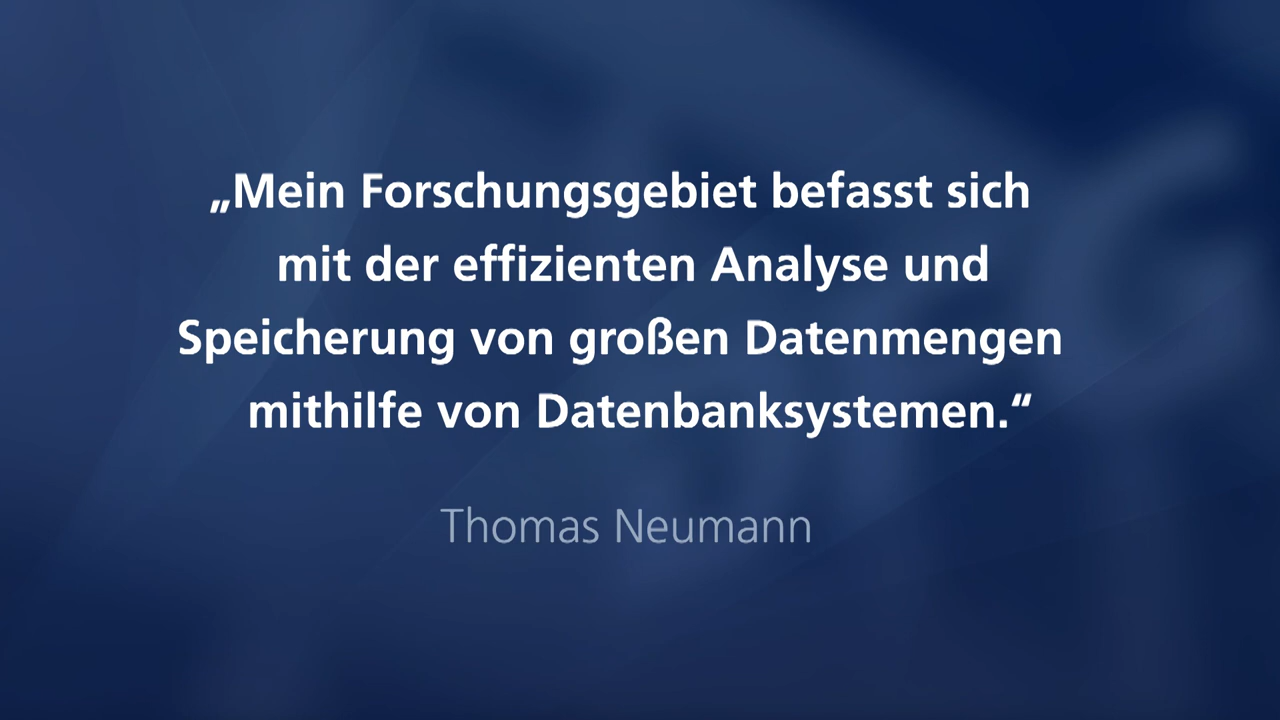 „Mein Forschungsgebiet befasst sich
mit der effizienten Analyse und
Speicherung von großen Datenmengen
mithilfe von Datenbanksystemen.“
Thomas Neumann